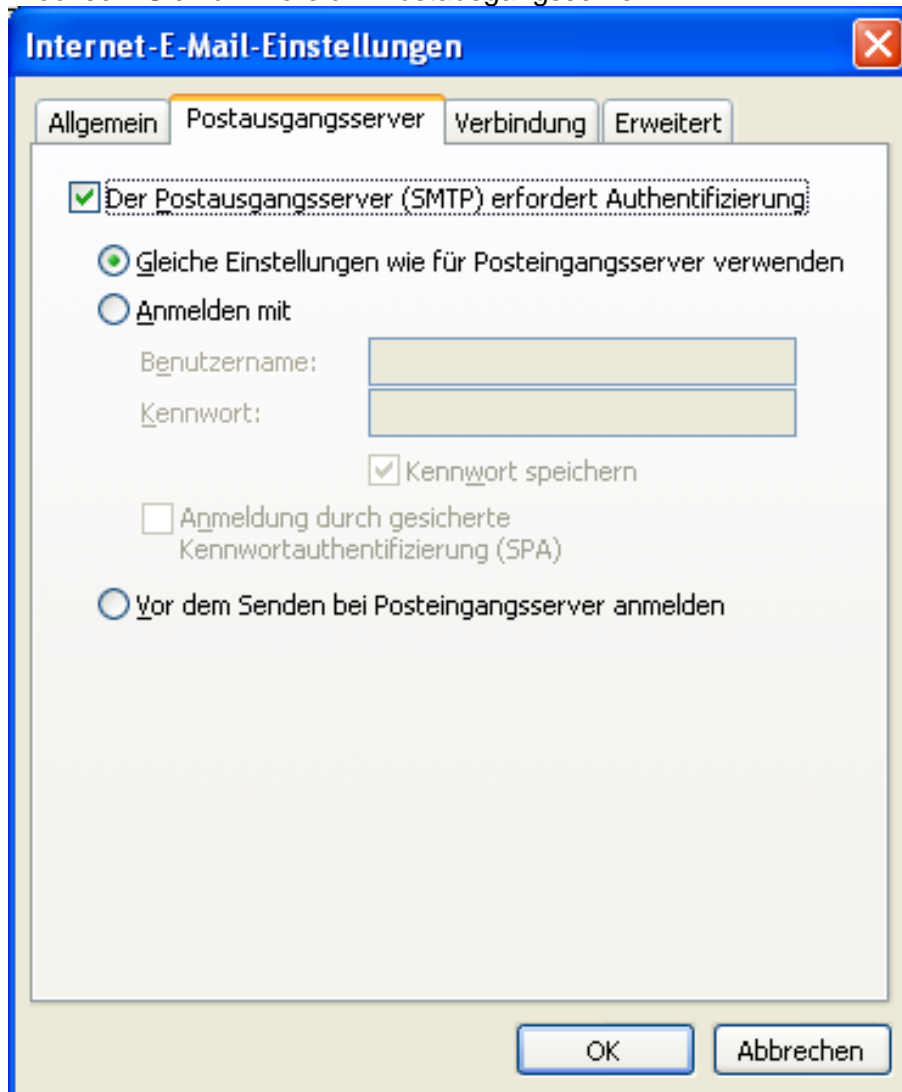 Internet-E-Mail-Einstellungen
Allgemein Postausgangsserver Verbindung Erweitert
Der Postausgangsserver (SMTP) erfordert Authentifizierung
Gleiche Einstellungen wie für Posteingangsserver verwenden
Anmelden mit
Benutzername:
Kennwort:
Kennwort speichern
Anmeldung durch gesicherte
Kennwortauthentifizierung (SPA)
Vor dem Senden bei Posteingangsserver anmelden
OK Abbrechen